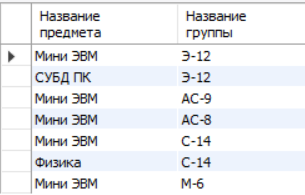 Название предмета Название группы
Мини ЭВМ Э-12
СУБД ПК Э-12
Мини ЭВМ АС-9
Мини ЭВМ АС-8
Мини ЭВМ С-14
Физика С-14
Мини ЭВМ М-6